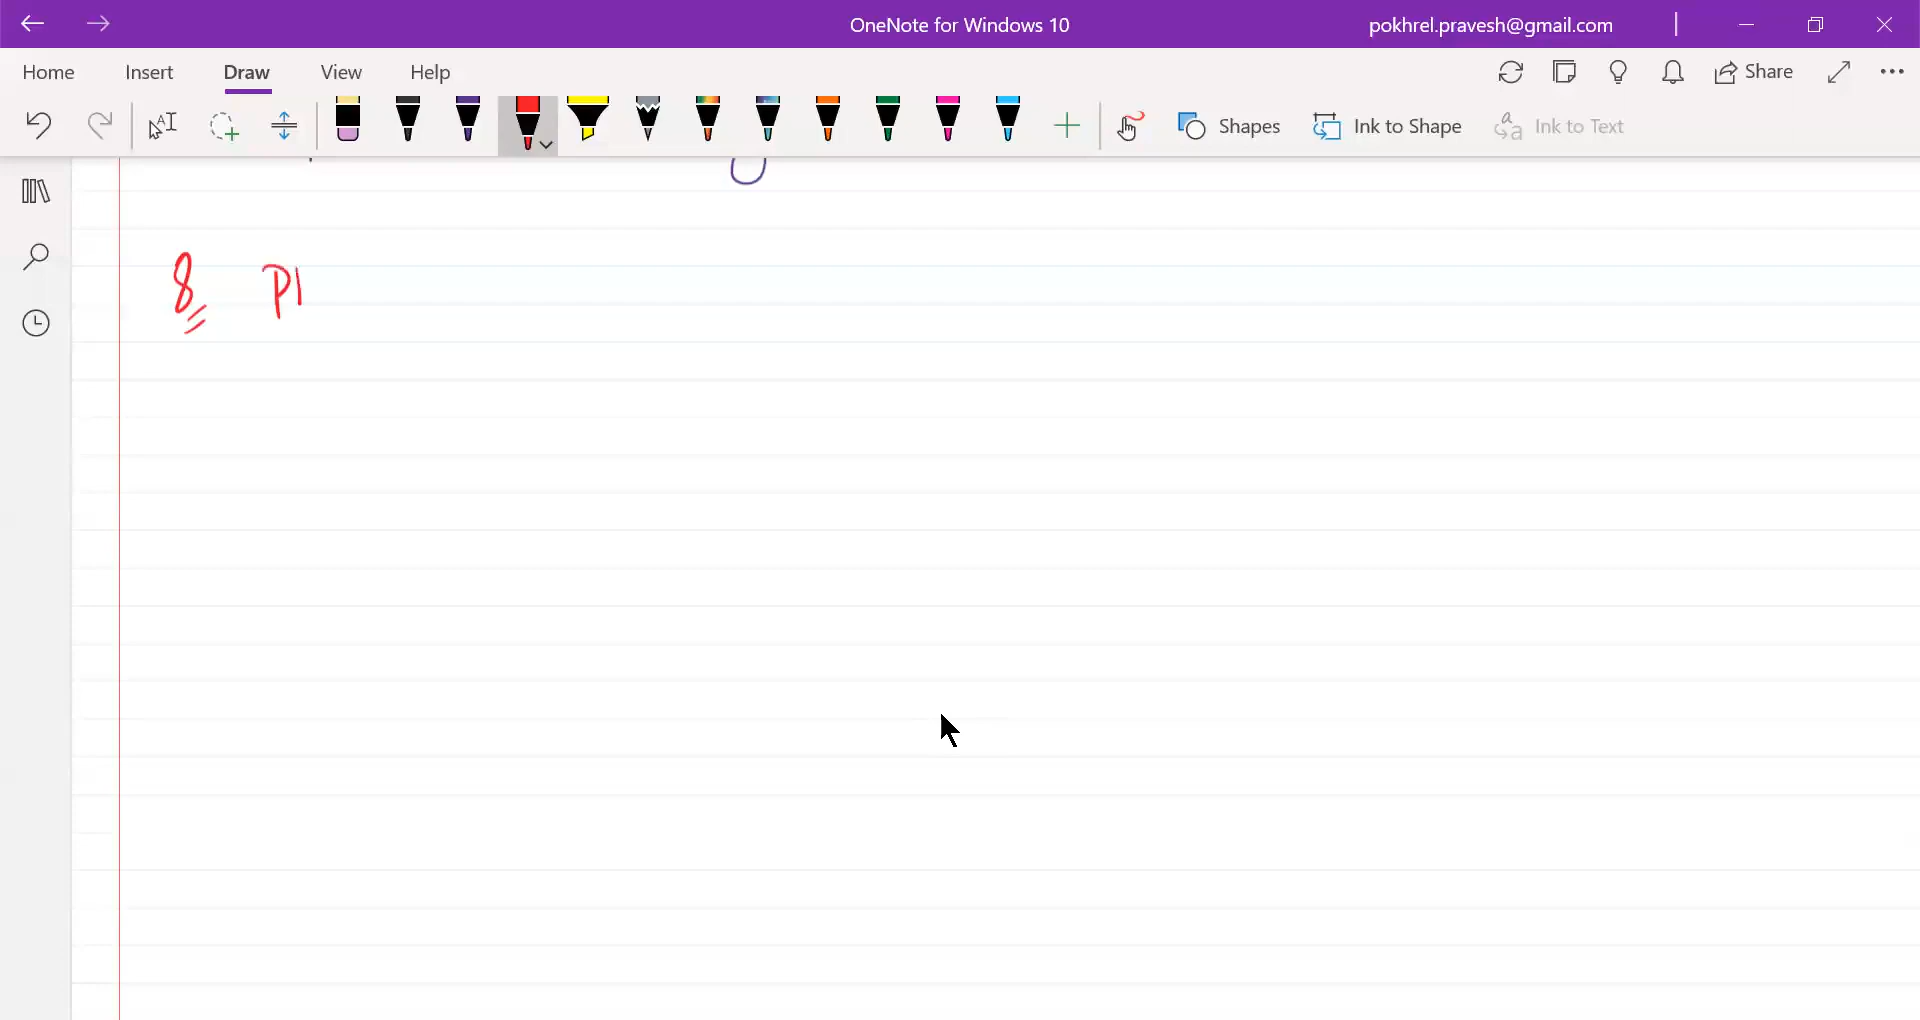 OneNote for Windows 10
pokhrel.pravesh@gmail.com
Home Insert Draw View Help
Share
Shapes
Ink to Shape
Ink to Text
8 Pl